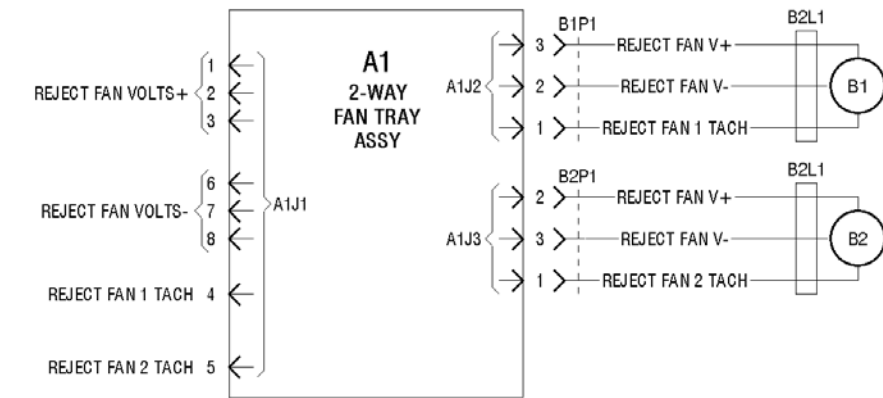 A1
2-WAY
FAN TRAY
ASSY
REJECT FAN VOLTS+
1
2
3
REJECT FAN VOLTS-
6
7
8
A1J1
REJECT FAN 1 TACH 4
REJECT FAN 2 TACH 5
B1P1
B2L1
A1J2
3 REJECT FAN V+
2 REJECT FAN V-
1 REJECT FAN 1 TACH
B1
B2P1
B2L1
A1J3
2 REJECT FAN V+
3 REJECT FAN V-
1 REJECT FAN 2 TACH
B2